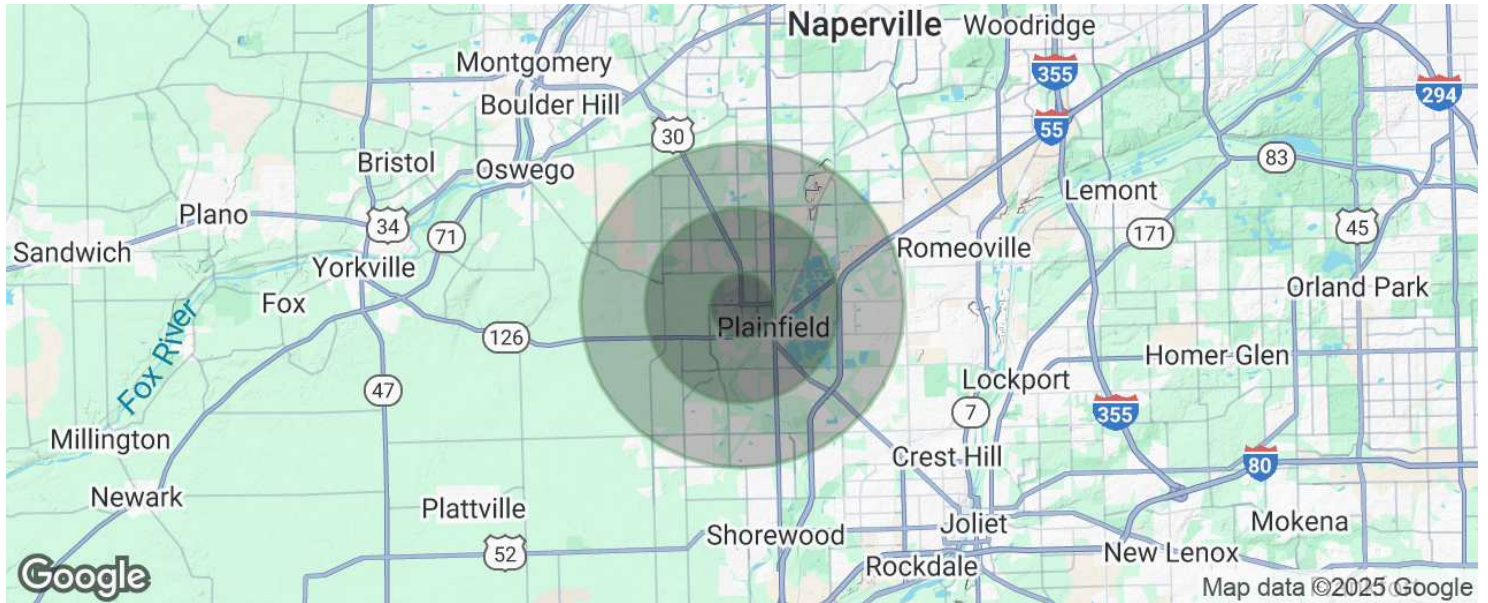 Naperville
Woodridge
Montgomery
355
294
Boulder Hill
55
30
Bristol
Oswego
83
Lemont
Plano
34
71
171
45
Sandwich
Romeoville
Yorkville
Fox
Orland Park
Fox River
Plainfield
126
Homer Glen
47
Lockport
7
355
Millington
Crest Hill
80
Newark
Plattville
Shorewood
Joliet
Mokena
52
New Lenox
Rockdale
Google
Map data ©2025 Google